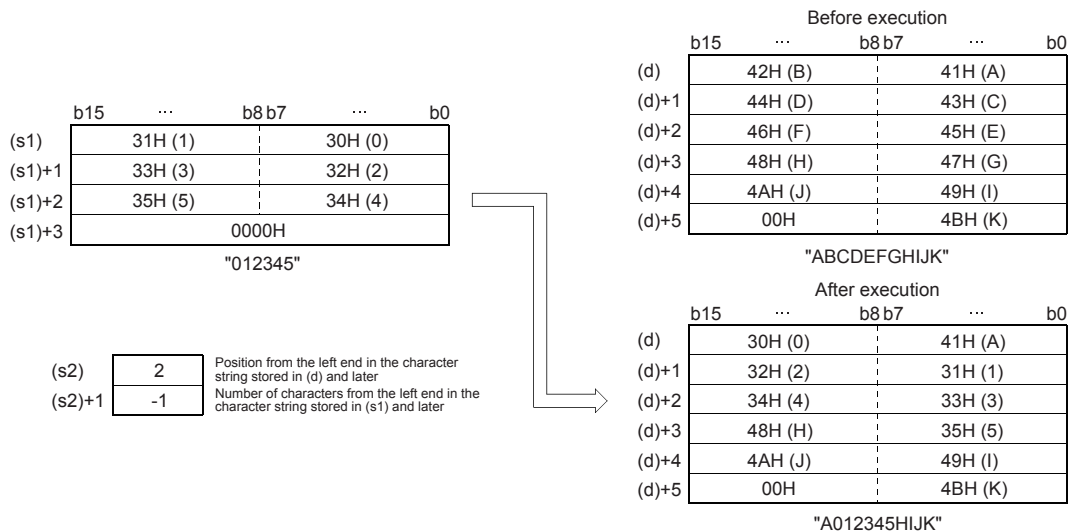 Before execution
b15 ... b8 b7 ... b0
(d) 42H (B) 41H (A)
(d)+1 44H (D) 43H (C)
(d)+2 46H (F) 45H (E)
(d)+3 48H (H) 47H (G)
(d)+4 4AH (J) 49H (I)
(d)+5 00H 4BH (K)
"ABCDEFGHIJK"
b15 ... b8 b7 ... b0
(s1) 31H (1) 30H (0)
(s1)+1 33H (3) 32H (2)
(s1)+2 35H (5) 34H (4)
(s1)+3 0000H
"012345"
(s2) 2 Position from the left end in the character
string stored in (d) and later
(s2)+1 -1 Number of characters from the left end in the
character string stored in (s1) and later
After execution
b15 ... b8 b7 ... b0
(d) 30H (0) 41H (A)
(d)+1 32H (2) 31H (1)
(d)+2 34H (4) 33H (3)
(d)+3 48H (H) 35H (5)
(d)+4 4AH (J) 49H (I)
(d)+5 00H 4BH (K)
"A012345HIJK"